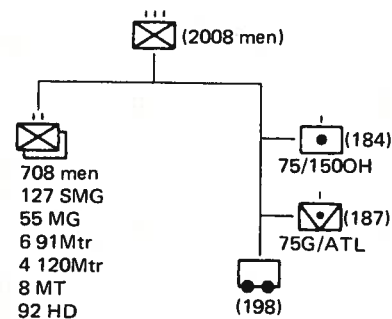 (2008 men)
(184)
75/150OH
(187)
75G/ATL
(198)
708 men
127 SMG
55 MG
6 91Mtr
4 120Mtr
8 MT
92 HD